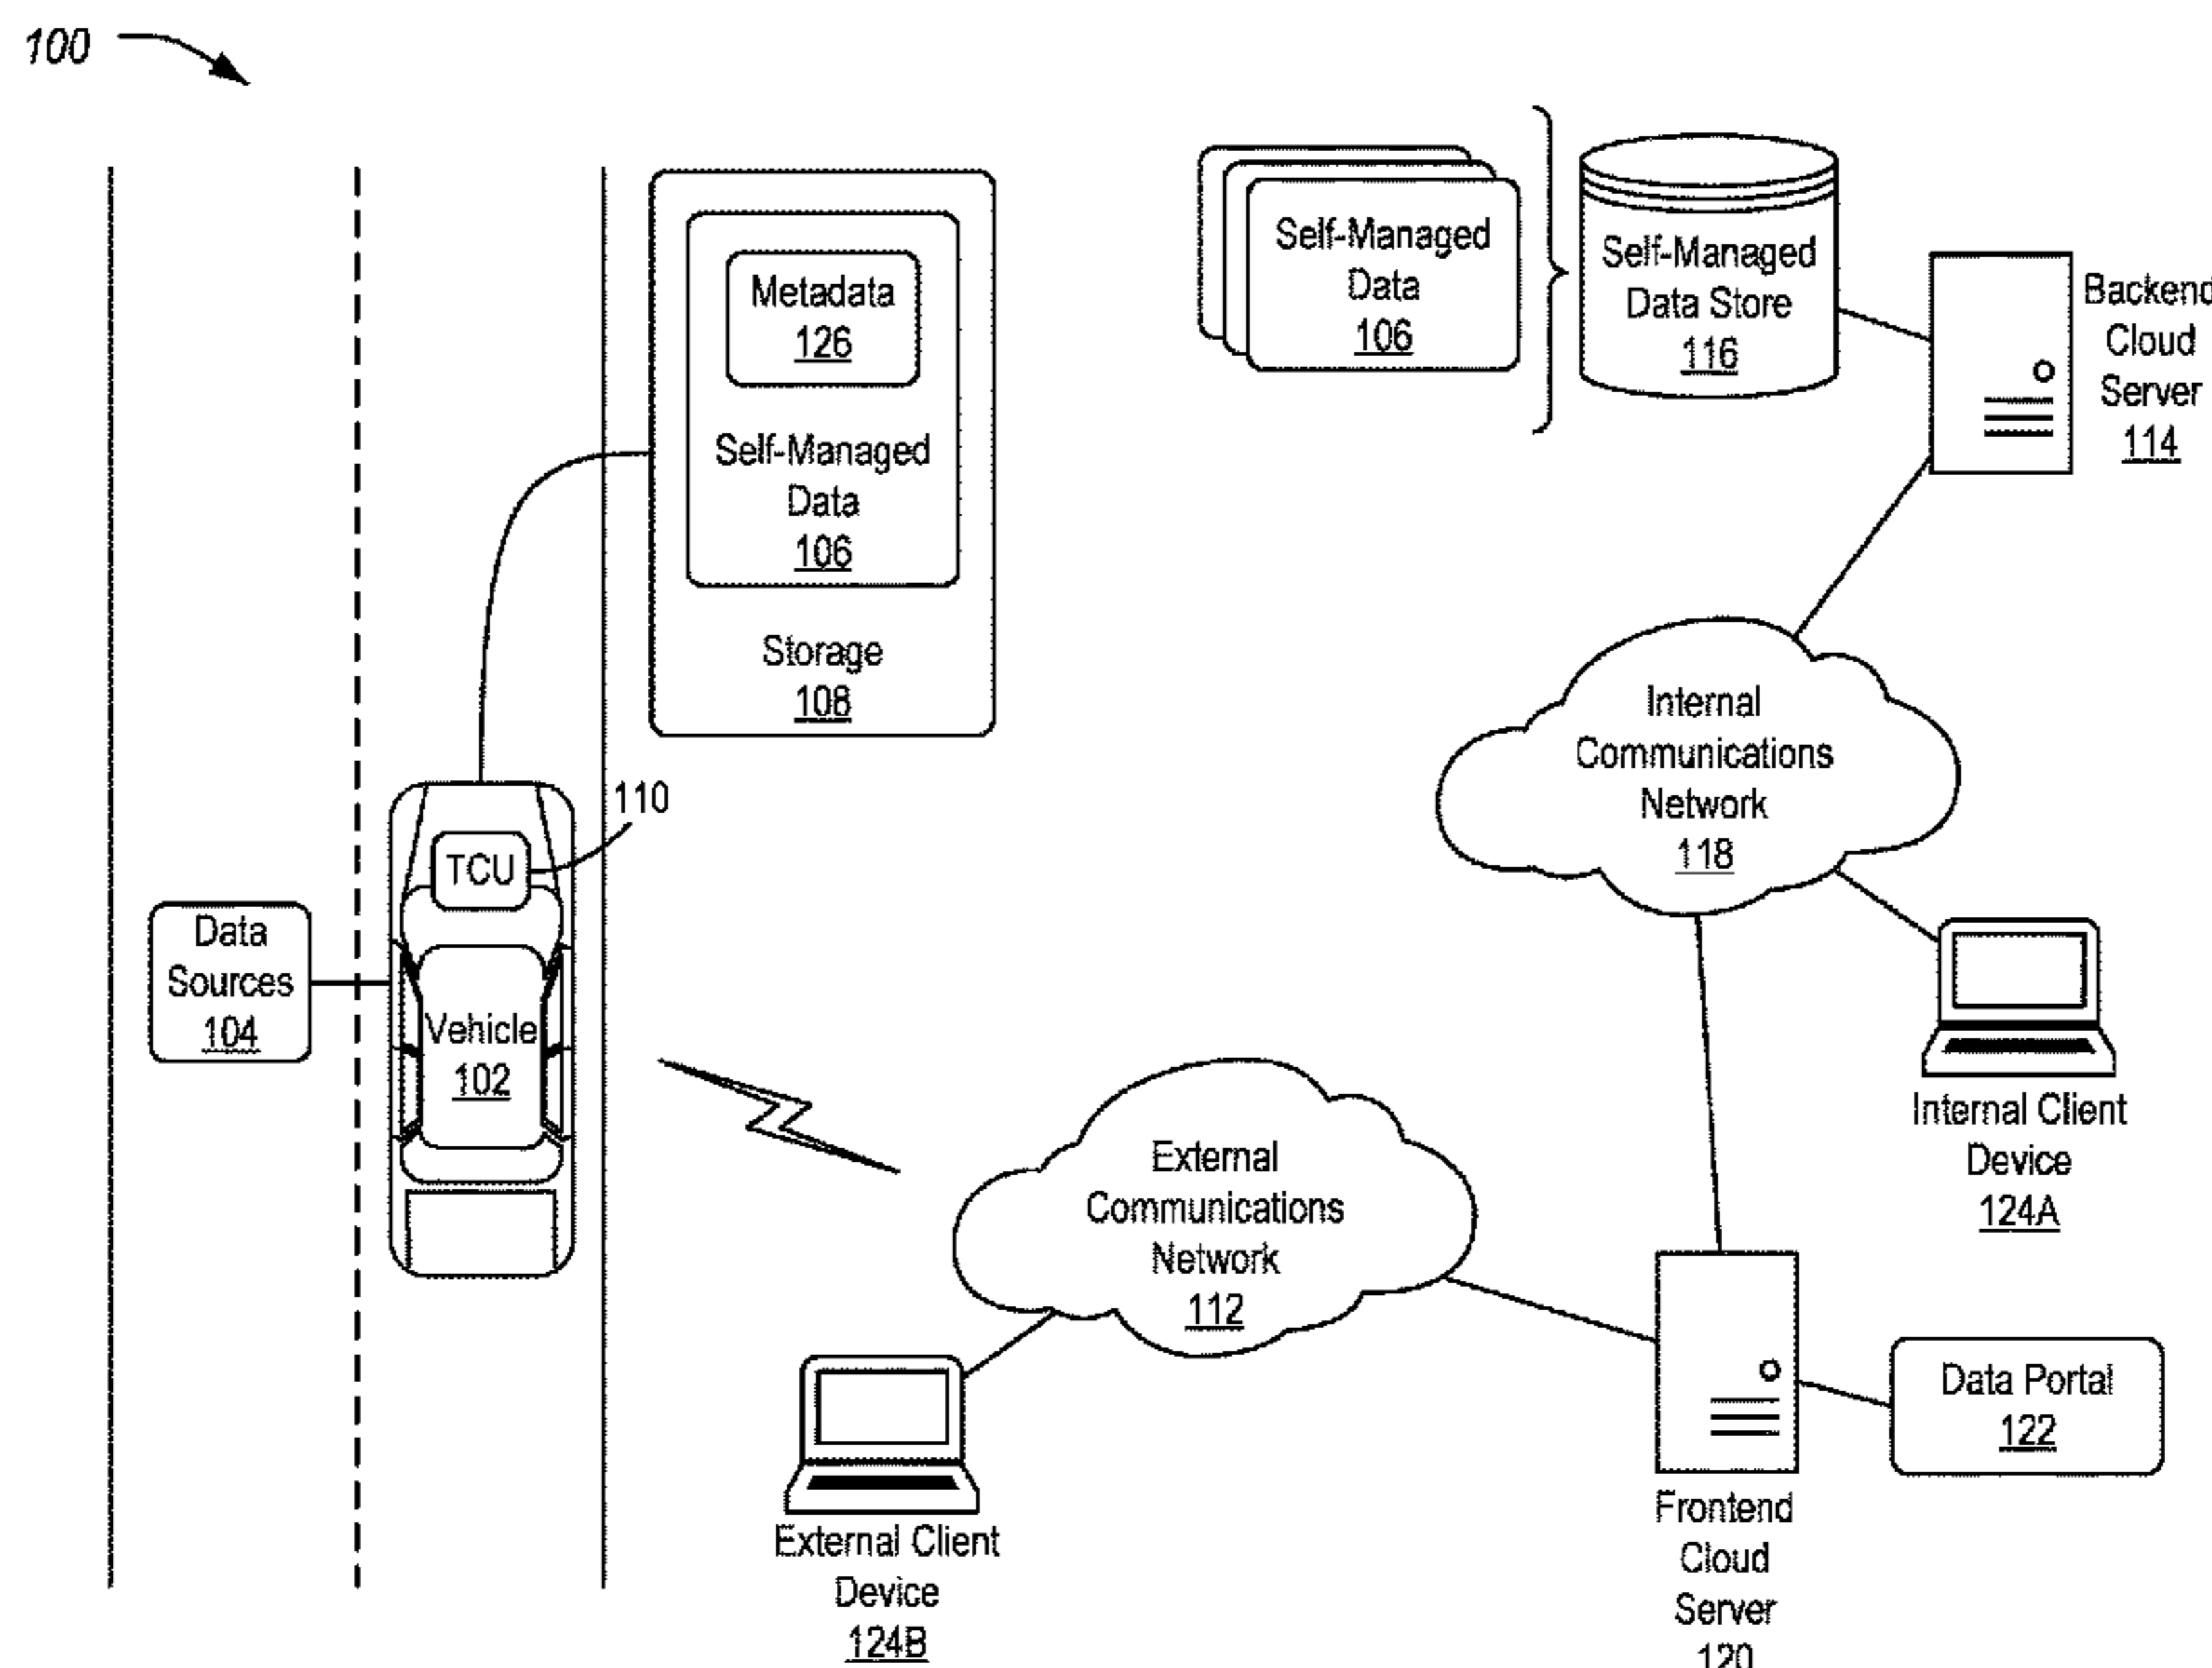 100
Metadata
126
Self-Managed
Data
106
Storage
108
Self-Managed
Data
106
Self-Managed
Data Store
116
Backend
Cloud
Server
114
Internal
Communications
Network
118
110
TCU
Data
Sources
104
Vehicle
102
Internal Client
Device
124A
External
Communications
Network
112
Data Portal
122
External Client
Device
124B
Frontend
Cloud
Server
120